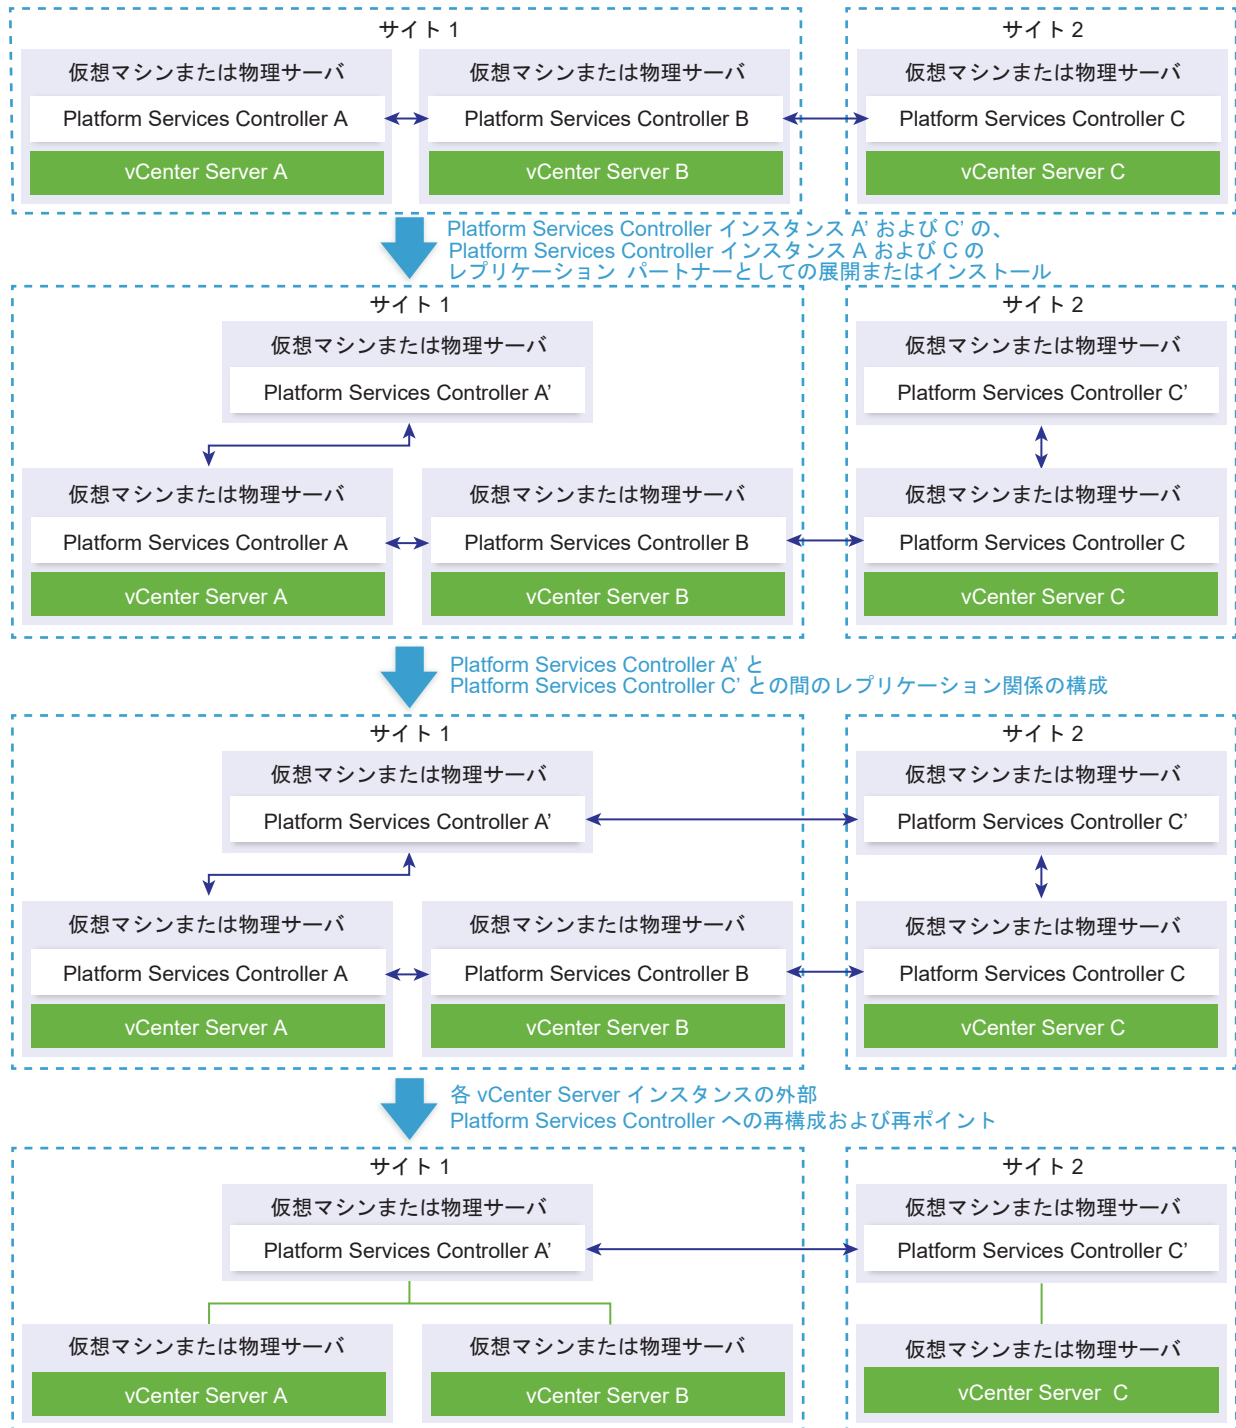 サイト 1
サイト 2
仮想マシンまたは物理サーバ
仮想マシンまたは物理サーバ
仮想マシンまたは物理サーバ
Platform Services Controller A
Platform Services Controller B
Platform Services Controller C
vCenter Server A
vCenter Server B
vCenter Server C
Platform Services Controller インスタンス A’ および C’ の、
Platform Services Controller インスタンス A および C の
レプリケーション パートナーとしての展開またはインストール
サイト 1
サイト 2
仮想マシンまたは物理サーバ
仮想マシンまたは物理サーバ
Platform Services Controller A’
Platform Services Controller C’
仮想マシンまたは物理サーバ
仮想マシンまたは物理サーバ
仮想マシンまたは物理サーバ
Platform Services Controller A
Platform Services Controller B
Platform Services Controller C
vCenter Server A
vCenter Server B
vCenter Server C
Platform Services Controller A’ と
Platform Services Controller C’ との間のレプリケーション関係の構成
サイト 1
サイト 2
仮想マシンまたは物理サーバ
仮想マシンまたは物理サーバ
Platform Services Controller A’
Platform Services Controller C’
仮想マシンまたは物理サーバ
仮想マシンまたは物理サーバ
仮想マシンまたは物理サーバ
Platform Services Controller A
Platform Services Controller B
Platform Services Controller C
vCenter Server A
vCenter Server B
vCenter Server C
各 vCenter Server インスタンスの外部
Platform Services Controller への再構成および再ポイント
サイト 1
サイト 2
仮想マシンまたは物理サーバ
仮想マシンまたは物理サーバ
Platform Services Controller A’
Platform Services Controller C’
仮想マシンまたは物理サーバ
仮想マシンまたは物理サーバ
仮想マシンまたは物理サーバ
vCenter Server A
vCenter Server B
vCenter Server C